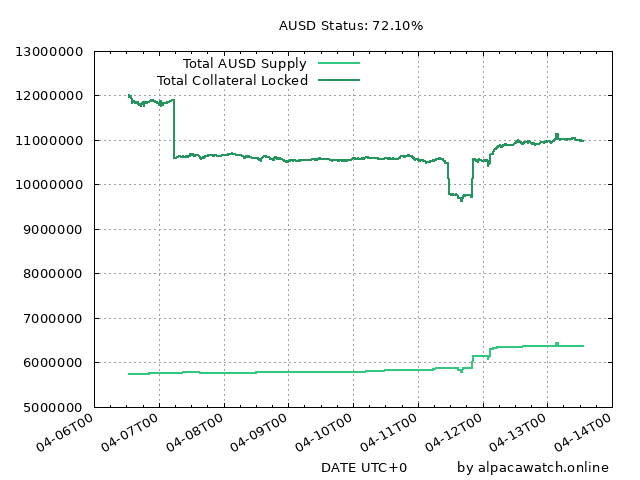 AUSD Status: 72.10%
13000000
Total AUSD Supply
Total Collateral Locked
12000000
11000000
10000000
9000000
8000000
7000000
6000000
5000000
04-06T00
04-07T00
04-08T00
04-09T00
04-10T00
04-11T00
04-12T00
04-13T00
04-14T00
DATE UTC+0
by alpacawatch.online